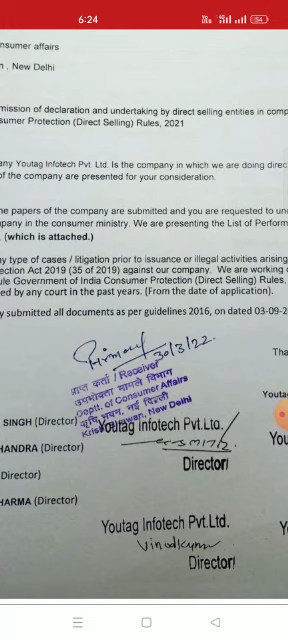 6:24
54
nsumer affairs
n , New Delhi
mission of declaration and undertaking by direct selling entities in comp
sumer Protection (Direct Selling) Rules, 2021
any Youtag Infotech Pvt. Ltd. Is the company in which we are doing direc
of the company are presented for your consideration.
he papers of the company are submitted and you are requested to un
pany in the consumer ministry. We are presenting the List of Perform
(which is attached.)
ny type of cases / litigation prior to issuance or illegal activities arising
ection Act 2019 (35 of 2019) against our company. We are working
ule Government of India Consumer Protection (Direct Selling) Rules,
ed by any court in the past years. (From the date of application).
y submitted all documents as per guidelines 2016, on dated 03-09-2
30/3/22
प्राप्त कर्ता / Receiver
उपभोक्ता मामले विभाग
Deptt. of Consumer Affairs
कृषि भवन, नई दिल्ली
Krishi Bhawan, New Delhi
Tha
Youta
SINGH (Director)
Youtag Infotech Pvt.Ltd.
You
HANDRA (Director)
Director
Director)
HARMA (Director)
Youtag Infotech Pvt.Ltd.
Y
Director